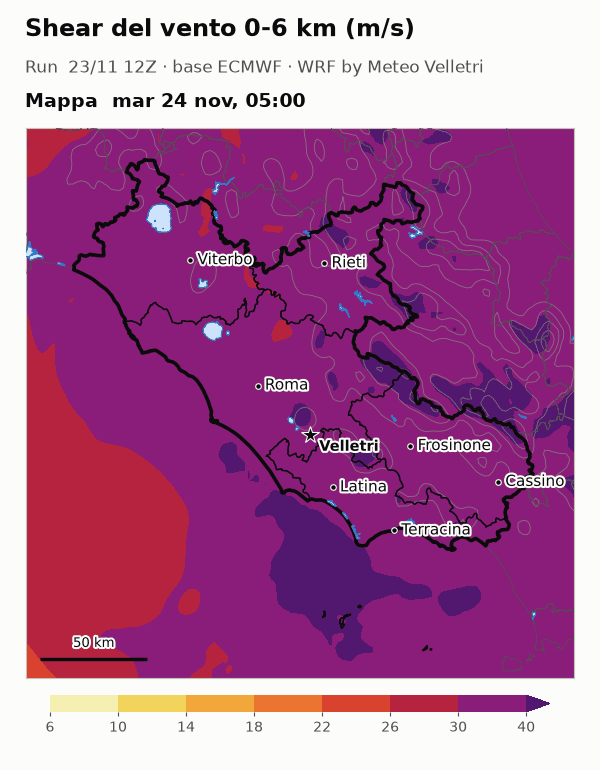 Shear del vento 0-6 km (m/s)
Run 23/11 12Z · base ECMWF · WRF by Meteo Velletri
Mappa mar 24 nov, 05:00
Viterbo
Rieti
Roma
Velletri
Frosinone
Latina
Cassino
Terracina
50 km
6 10 14 18 22 26 30 40